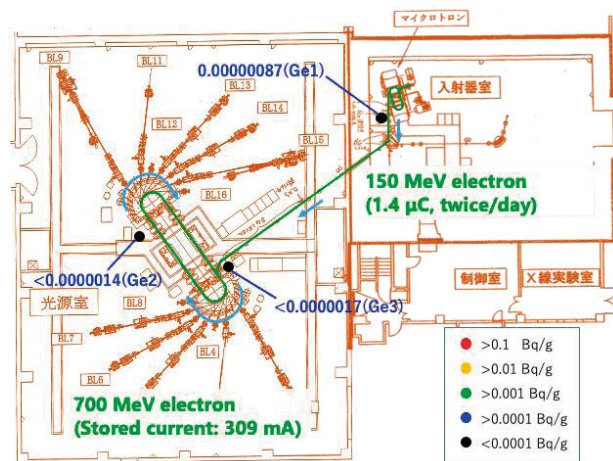 マイクロトロン
BL9
BL11
BL13
BL12
BL14
BL15
BL16
0.00000087(Ge1)
入射器室
150 MeV electron
(1.4 µC, twice/day)
<0.0000014(Ge2)
<0.0000017(Ge3)
光源室
BL8
BL7
BL6
BL4
制御室
X線実験室
700 MeV electron
(Stored current: 309 mA)
>0.1 Bq/g
>0.01 Bq/g
>0.001 Bq/g
>0.0001 Bq/g
<0.0001 Bq/g